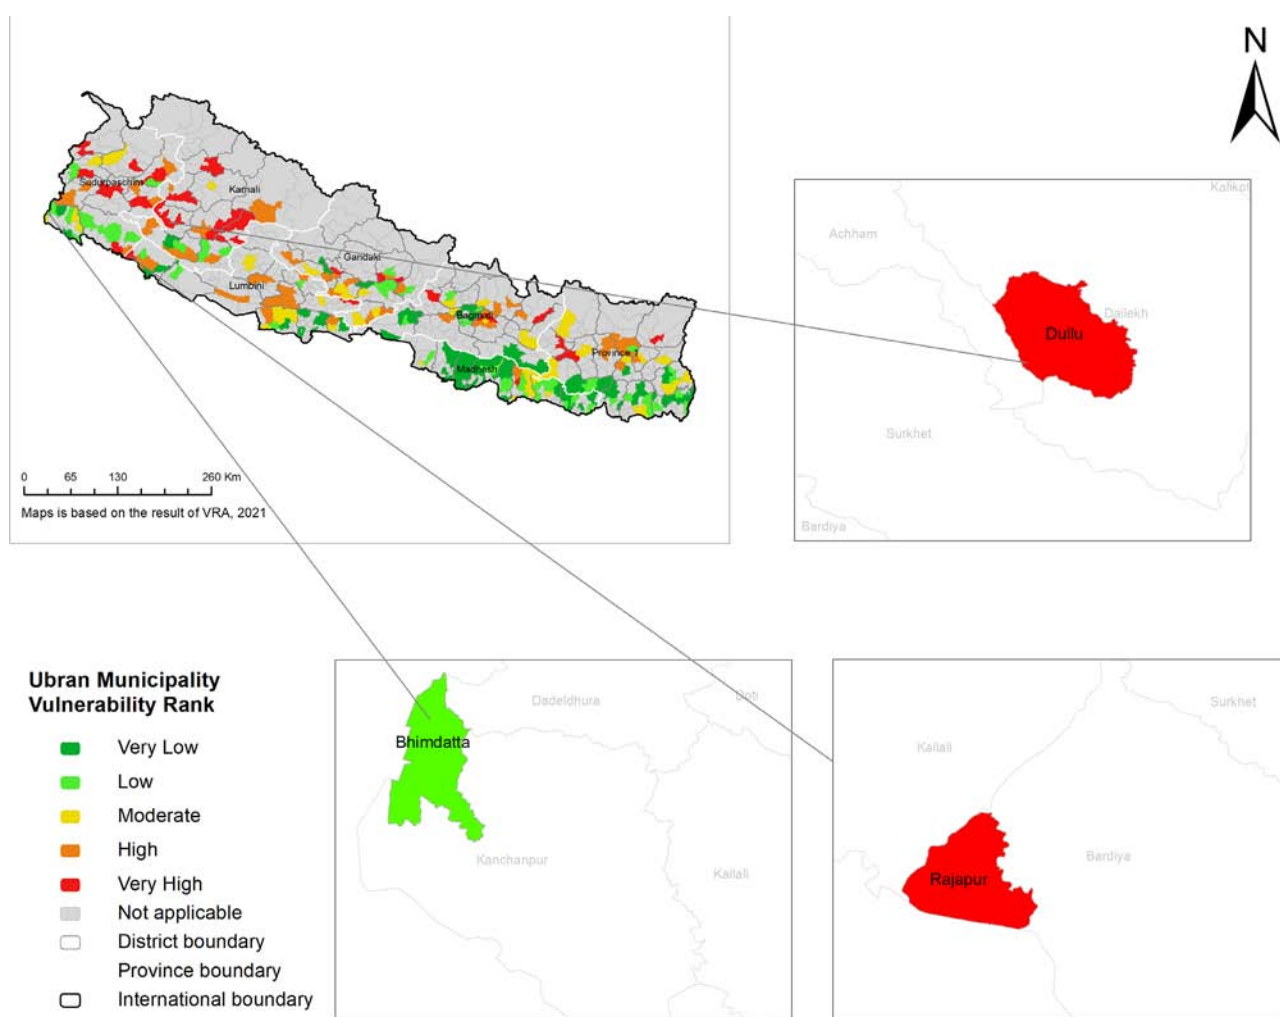 N
Sudurpaschim
Karnali
Gandaki
Lumbini
Bagmati
Province 1
Madhesh
0 65 130 260 Km
Maps is based on the result of VRA, 2021
Kalikot
Achham
Dailekh
Dullu
Surkhet
Bardiya
Ubran Municipality
Vulnerability Rank
Very Low
Low
Moderate
High
Very High
Not applicable
District boundary
Province boundary
International boundary
Dadeldhura
Doti
Bhimdatta
Kanchanpur
Kailali
Surkhet
Kailali
Bardiya
Rajapur